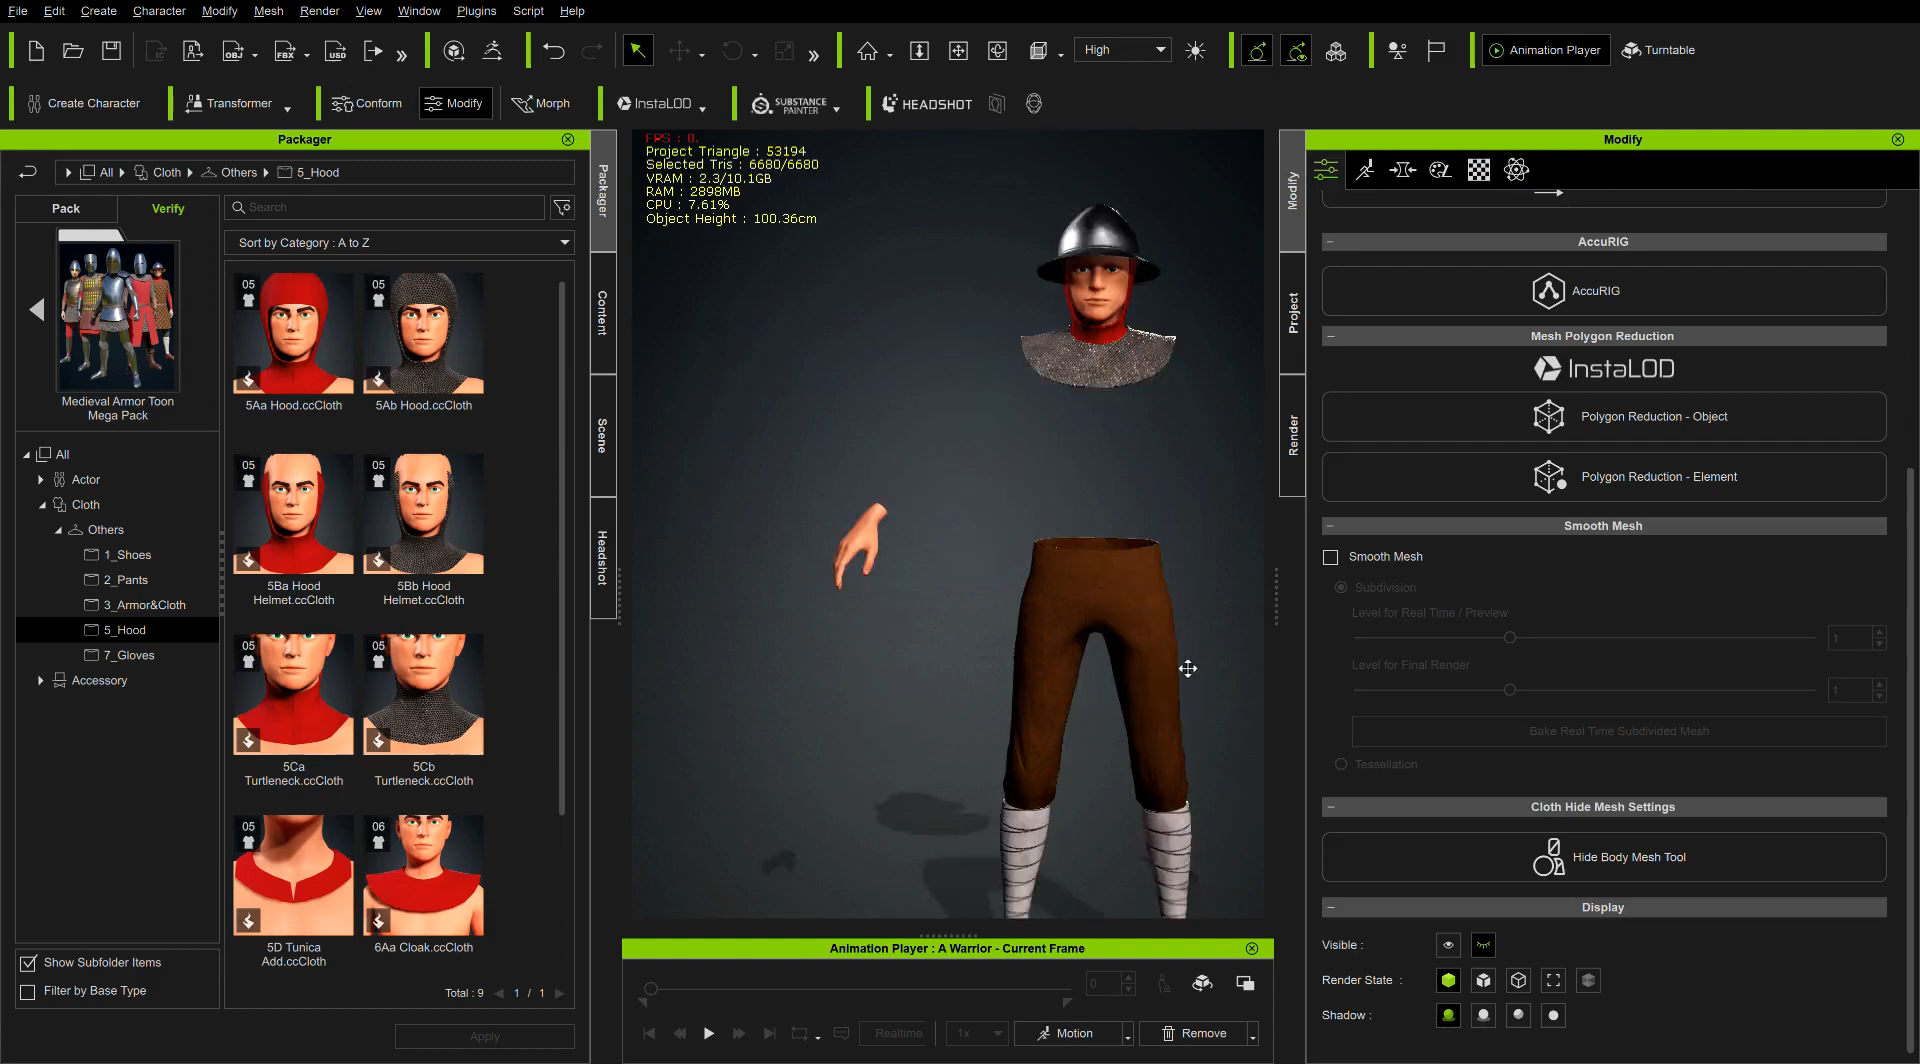 File Edit Create Character Modify Mesh Render View Window Plugins Script Help
OBJ FBX USD High Animation Player Turntable
Create Character Transformer Conform Modify Morph InstaLOD SUBSTANCE PAINTER HEADSHOT
Packager
All Cloth Others 5_Hood
Pack Verify
Search
Sort by Category : A to Z
Medieval Armor Toon
Mega Pack
All
Actor
Cloth
Others
1_Shoes
2_Pants
3_Armor&Cloth
5_Hood
7_Gloves
Accessory
Show Subfolder Items
Filter by Base Type
05
5Aa Hood.ccCloth
05
5Ab Hood.ccCloth
05
5Ba Hood
Helmet.ccCloth
05
5Bb Hood
Helmet.ccCloth
05
5Ca
Turtleneck.ccCloth
05
5Cb
Turtleneck.ccCloth
05
5D Tunica
Add.ccCloth
06
6Aa Cloak.ccCloth
Total : 9 1 / 1
Apply
Packager
Content
Scene
Headshot
FPS : 0.
Project Triangle : 53194
Selected Tris : 6680/6680
VRAM : 2.3/10.1GB
RAM : 2898MB
CPU : 7.61%
Object Height : 100.36cm
Animation Player : A Warrior - Current Frame
0
Realtime 1x Motion Remove
Modify
Project
Render
Modify
AccuRIG
AccuRIG
Mesh Polygon Reduction
InstaLOD
Polygon Reduction - Object
Polygon Reduction - Element
Smooth Mesh
Smooth Mesh
Subdivision
Level for Real Time / Preview
1
Level for Final Render
1
Bake Real Time Subdivided Mesh
Tessellation
Cloth Hide Mesh Settings
Hide Body Mesh Tool
Display
Visible :
Render State :
Shadow :